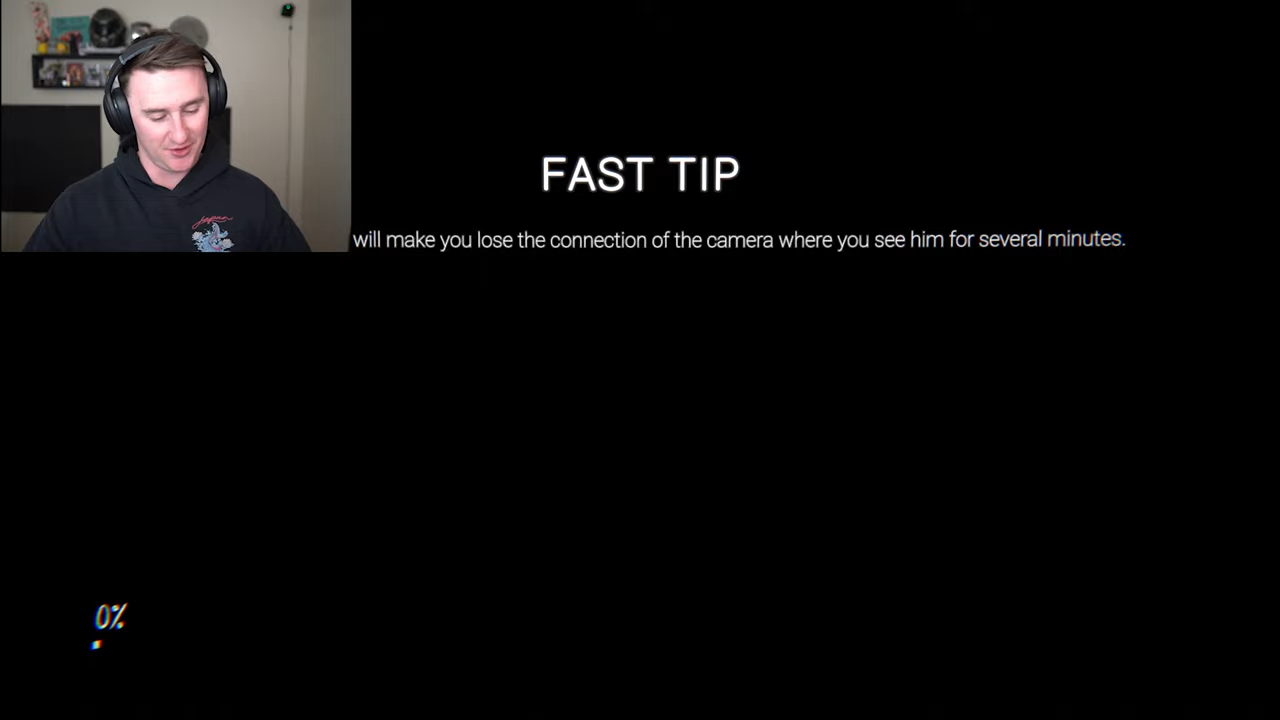 FAST TIP
will make you lose the connection of the camera where you see him for several minutes.
japan
0%